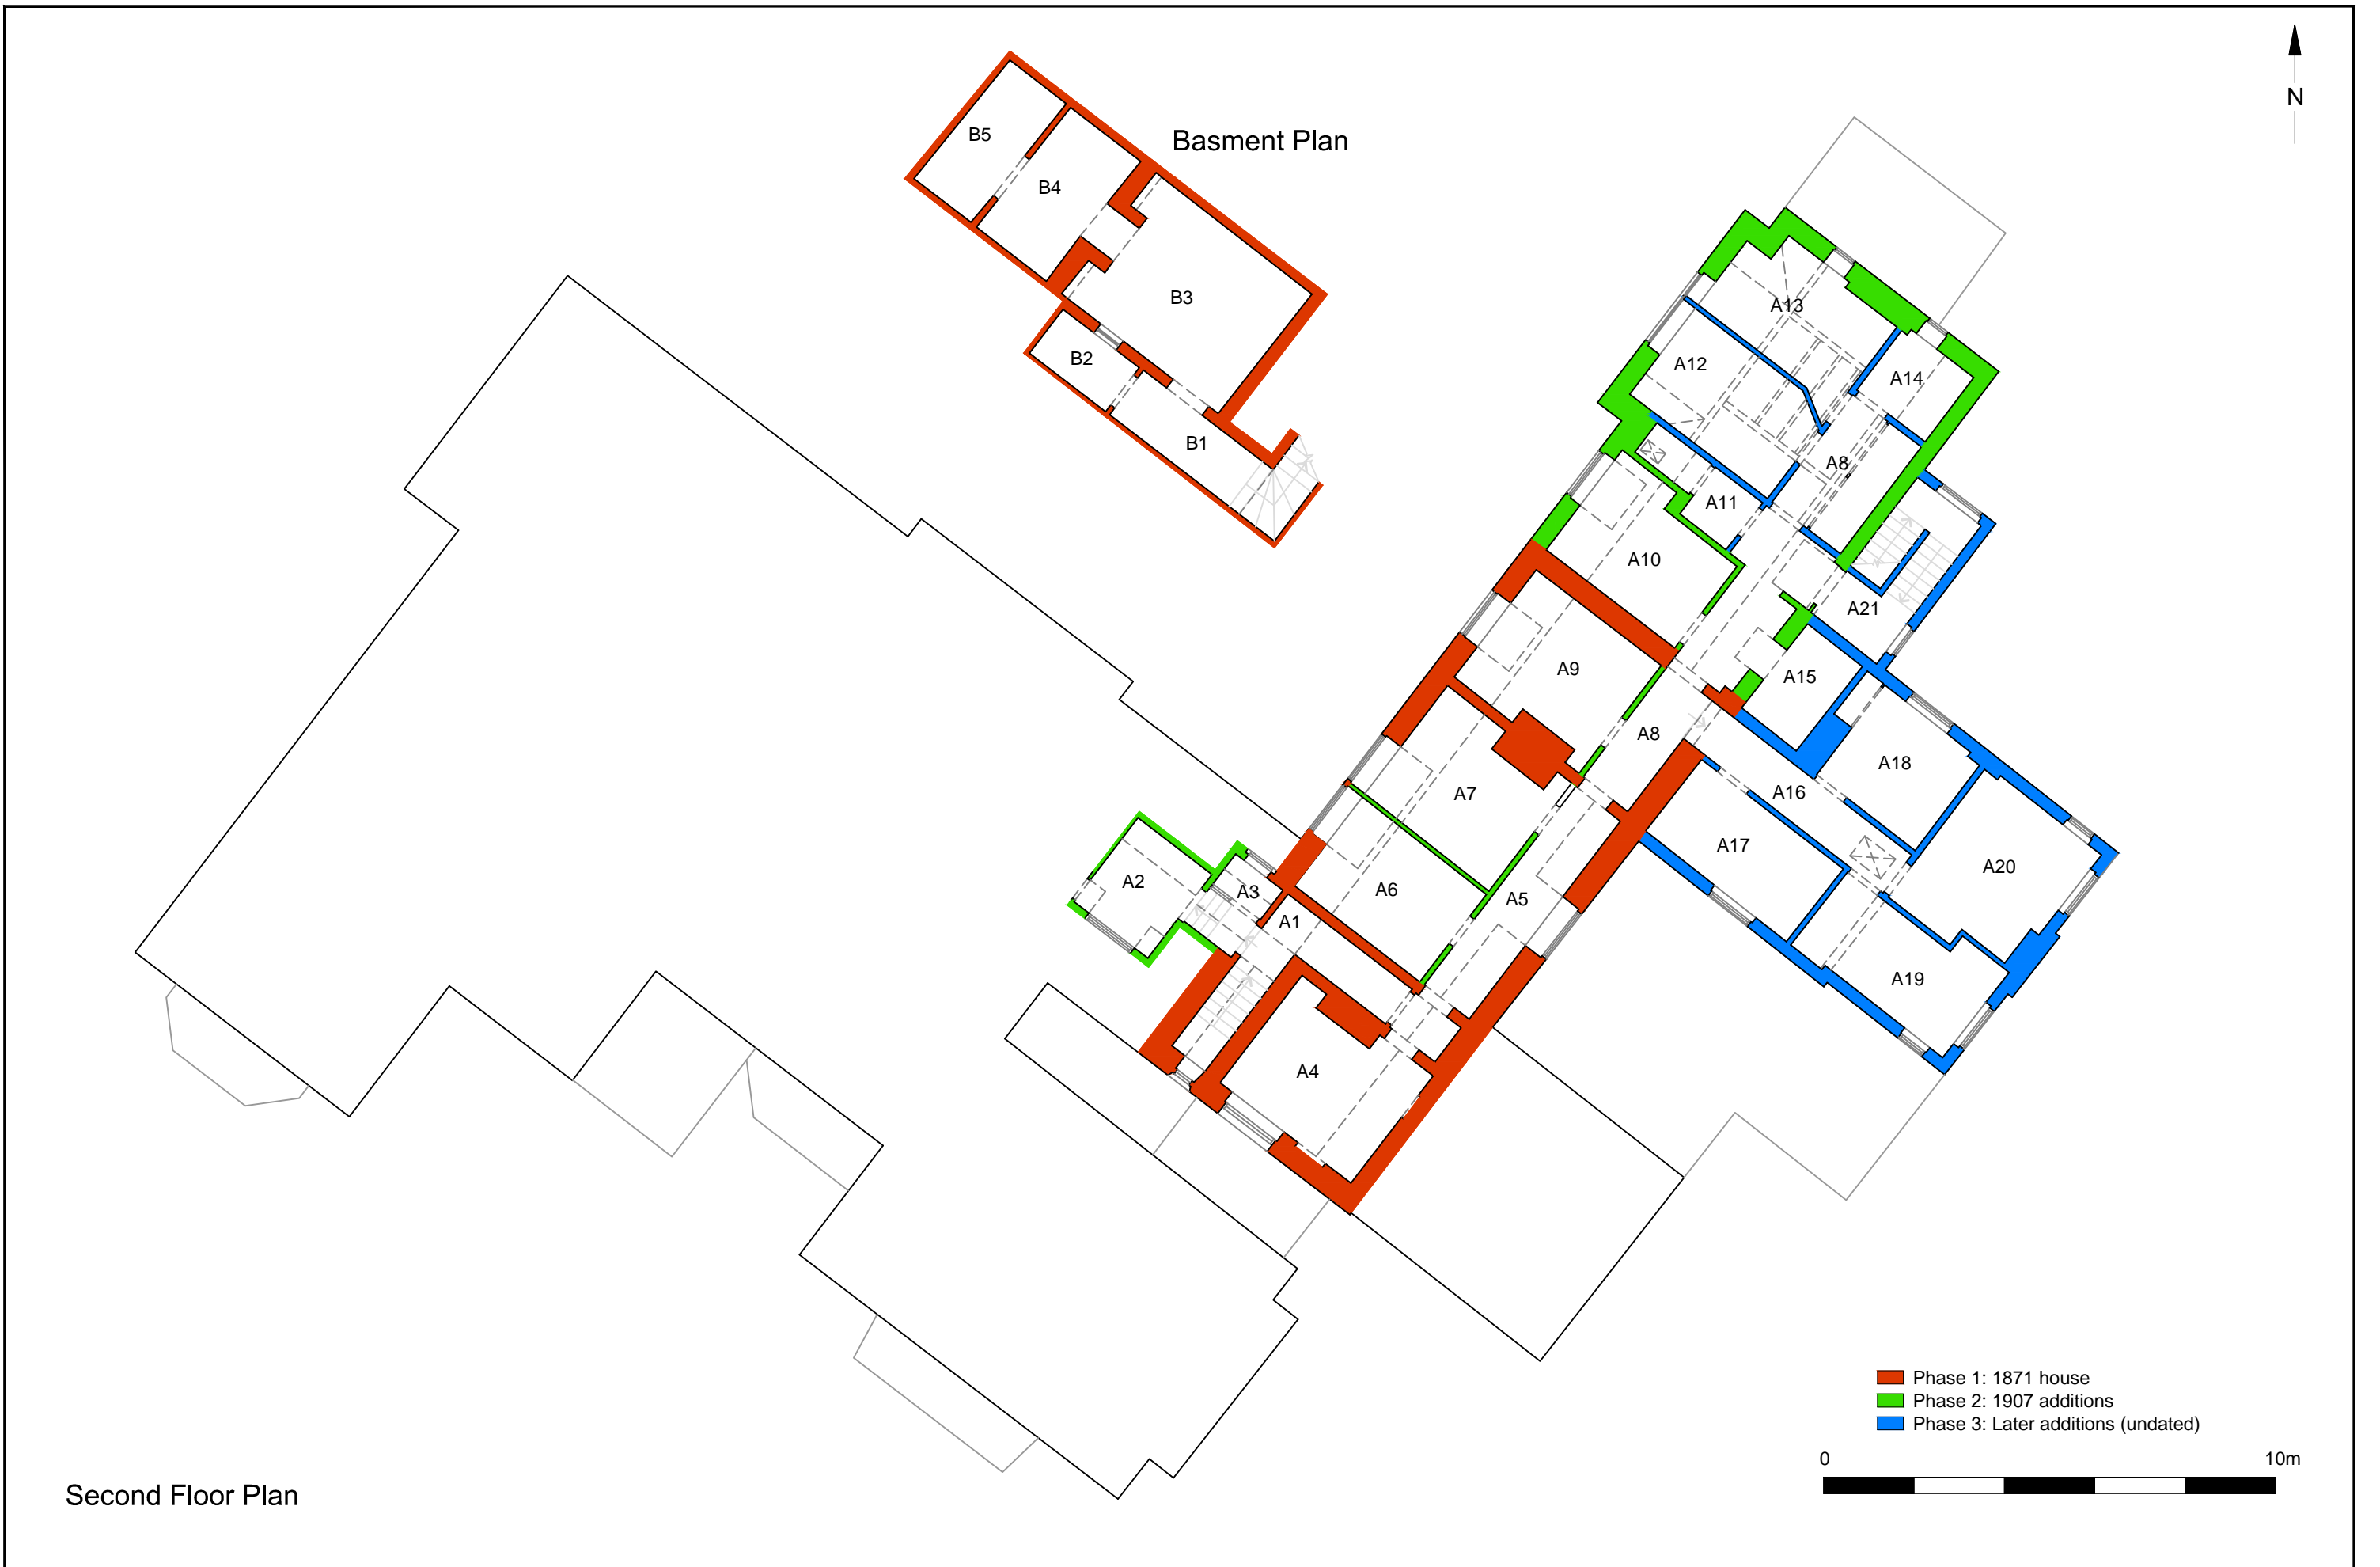 N
Basment Plan
B5
B4
B3
B2
B1
A13
A12
A14
A8
A11
A10
A21
A9
A15
A8
A18
A7
A16
A17
A20
A2
A3
A6
A5
A1
A19
A4
Phase 1: 1871 house
Phase 2: 1907 additions
Phase 3: Later additions (undated)
0 10m
Second Floor Plan